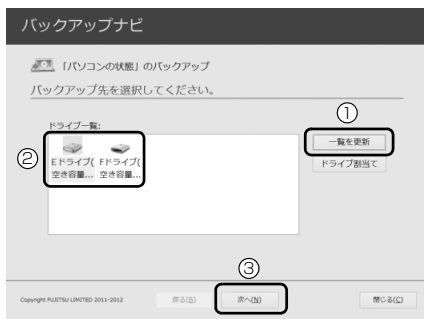 バックアップナビ
「パソコンの状態」のバックアップ
バックアップ先を選択してください。
①
ドライブ一覧:
一覧を更新
②
Eドライブ( Fドライブ(
空き容量... 空き容量...
ドライブ割当て
③
Copyright FUJITSU LIMITED 2011-2012
戻る(B)
次へ(N)
閉じる(C)